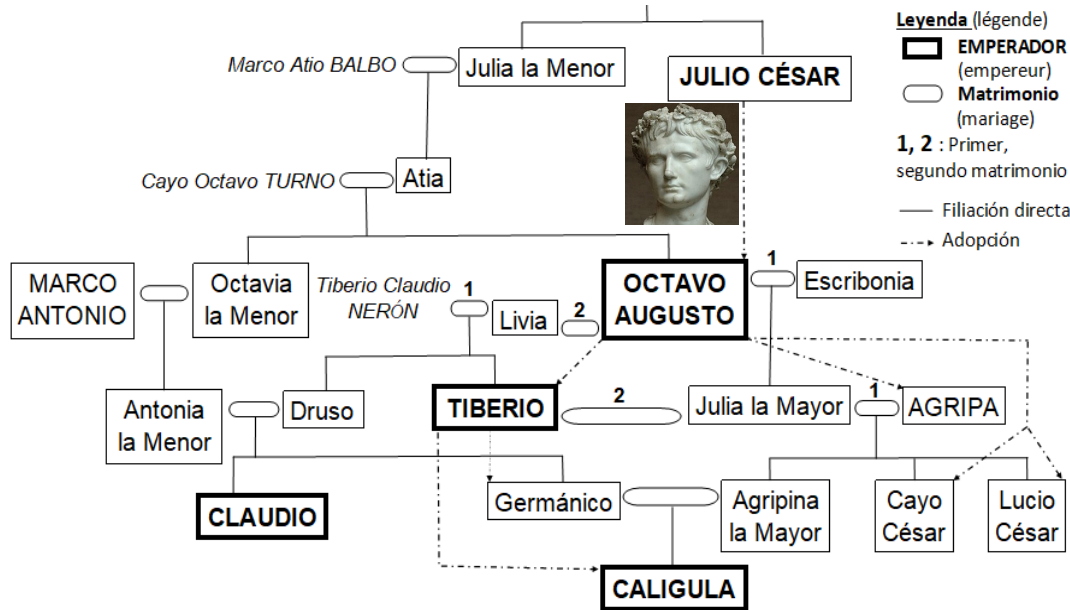 Leyenda (légende)
EMPERADOR
(empereur)
Matrimonio
(mariage)
1, 2 : Primer,
segundo matrimonio
Filiación directa
Adopción
Marco Atio BALBO
Julia la Menor
JULIO CÉSAR
Cayo Octavo TURNO
Atia
MARCO
ANTONIO
Octavia
la Menor
Tiberio Claudio
NERÓN
1
Livia
2
OCTAVO
AUGUSTO
1
Escribonia
Antonia
la Menor
Druso
TIBERIO
2
Julia la Mayor
1
AGRIPA
CLAUDIO
Germánico
Agripina
la Mayor
Cayo
César
Lucio
César
CALIGULA